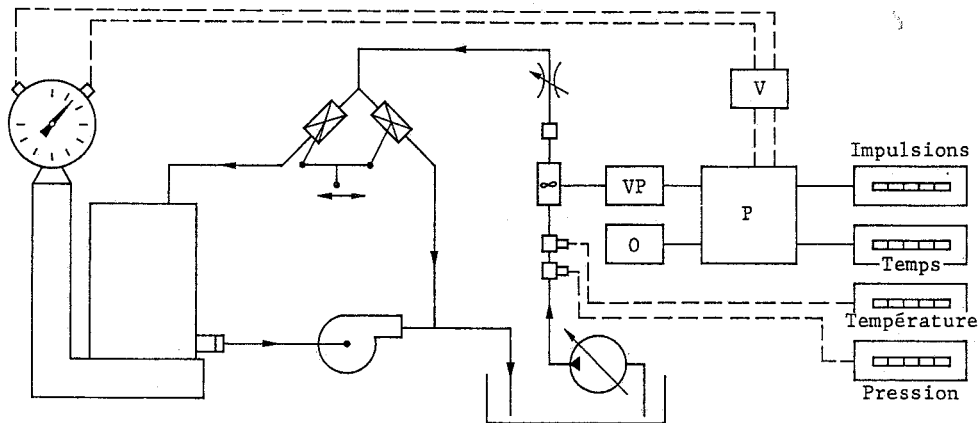 V
Impulsions
VP
P
O
Temps
Température
Pression